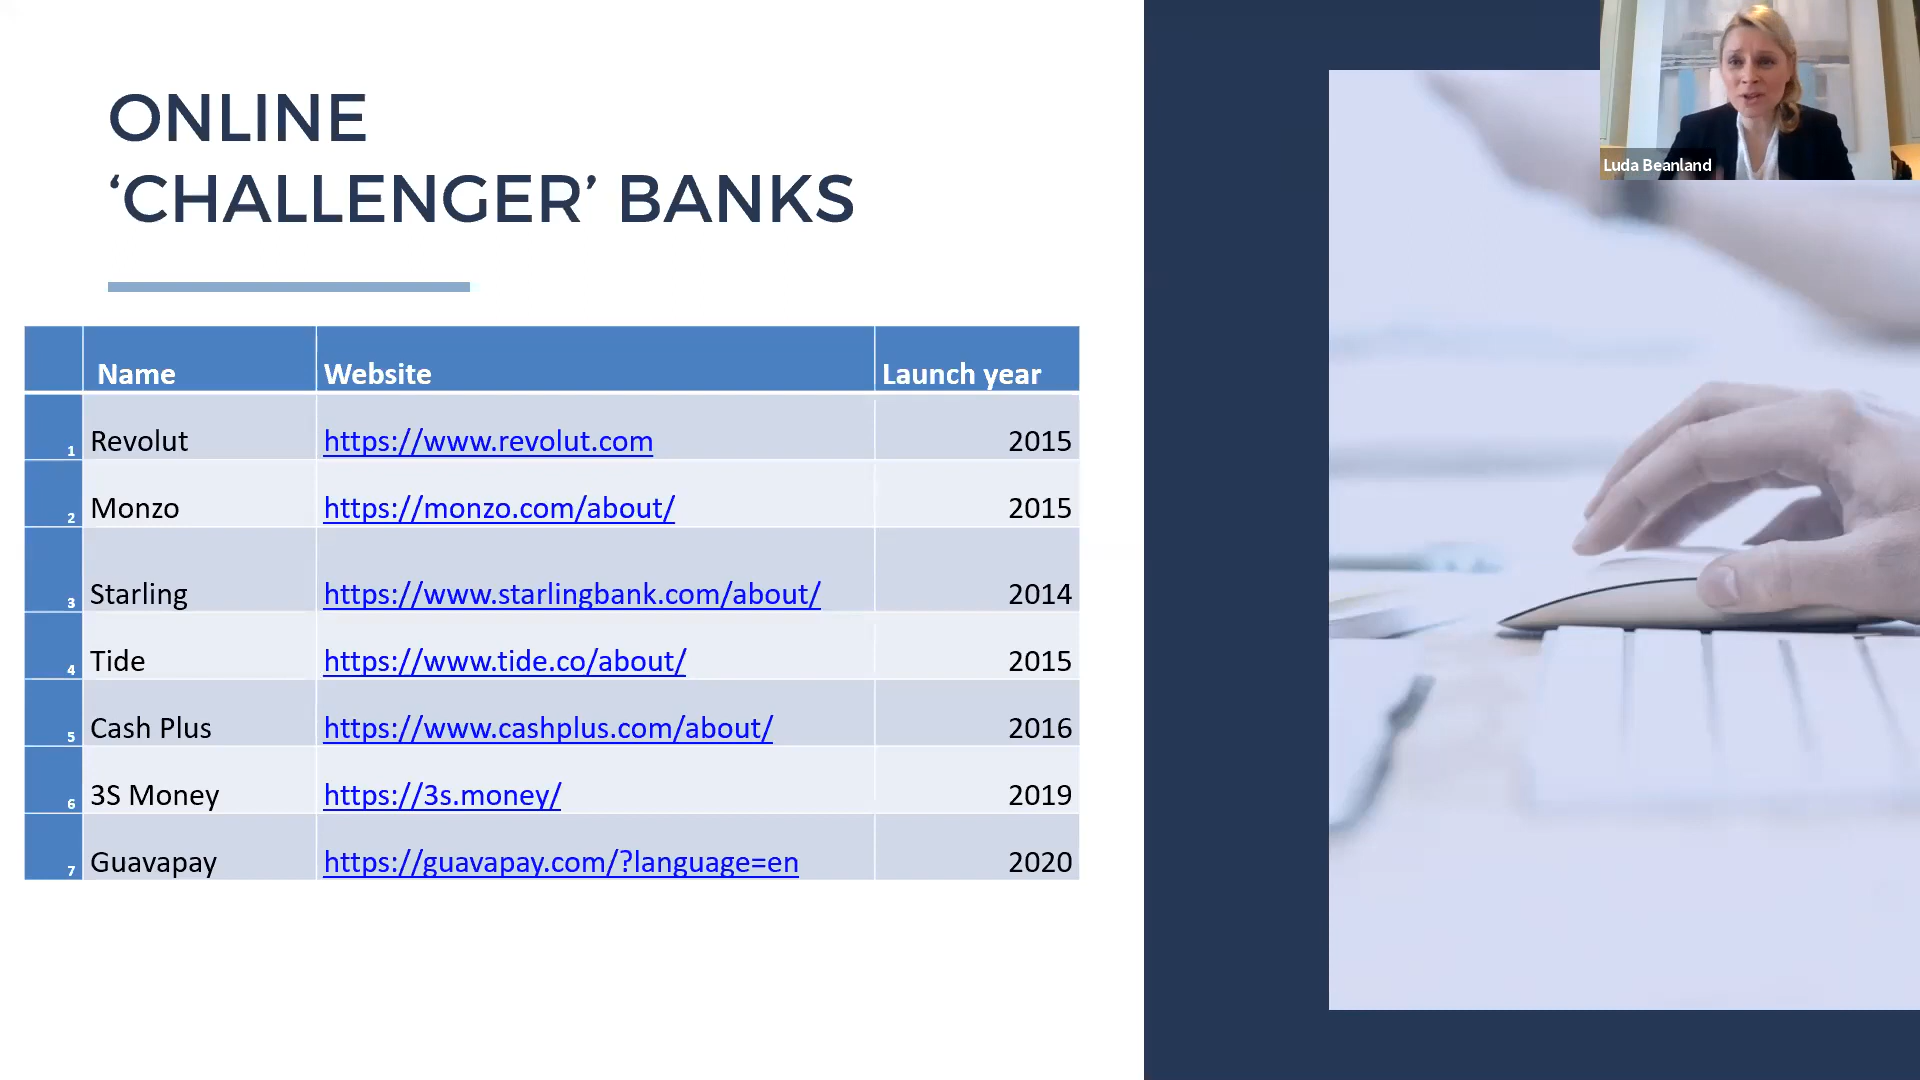 ONLINE
‘CHALLENGER’ BANKS
Name Website Launch year
1 Revolut https://www.revolut.com 2015
2 Monzo https://monzo.com/about/ 2015
3 Starling https://www.starlingbank.com/about/ 2014
4 Tide https://www.tide.co/about/ 2015
5 Cash Plus https://www.cashplus.com/about/ 2016
6 3S Money https://3s.money/ 2019
7 Guavapay https://guavapay.com/?language=en 2020
Luda Beanland